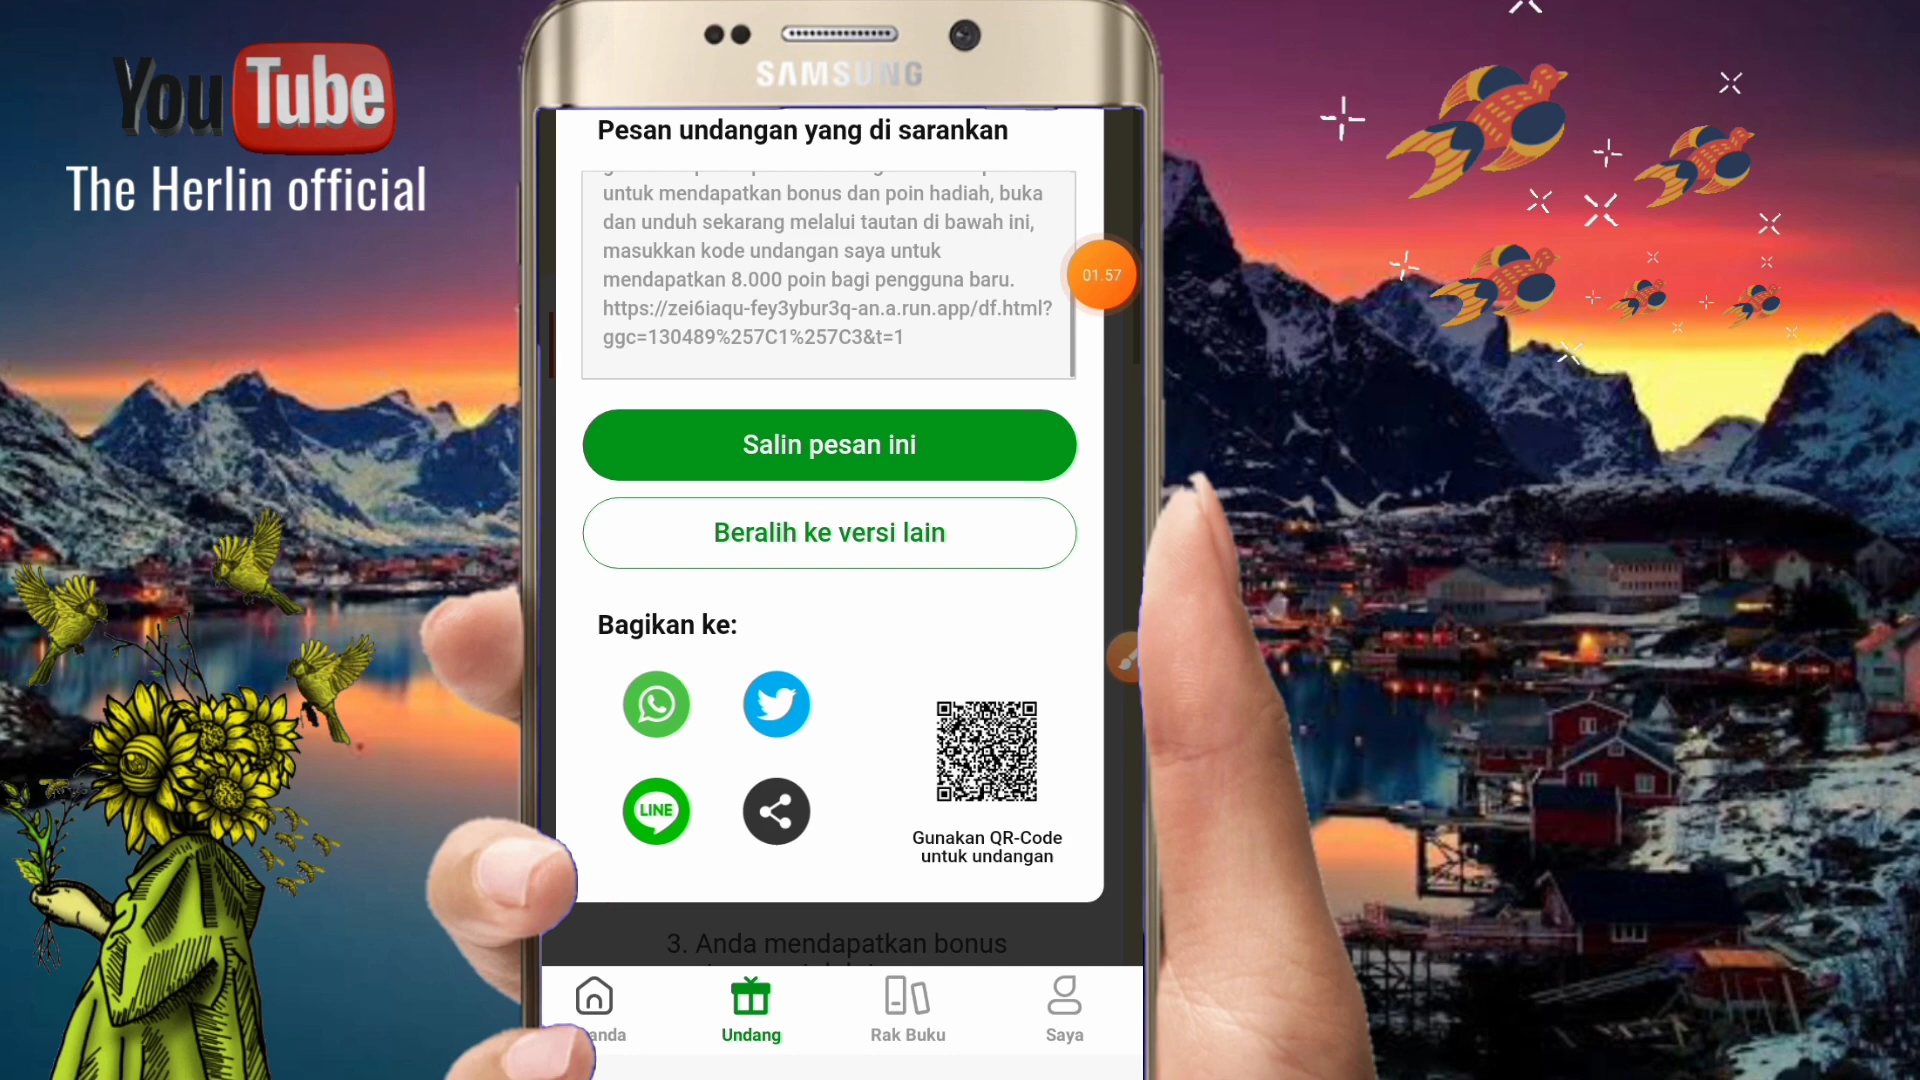 YouTube
The Herlin official
SAMSUNG
Pesan undangan yang di sarankan
untuk mendapatkan bonus dan poin hadiah, buka
dan unduh sekarang melalui tautan di bawah ini,
masukkan kode undangan saya untuk
mendapatkan 8.000 poin bagi pengguna baru.
https://zei6iaqu-fey3ybur3q-an.a.run.app/df.html?
ggc=130489%257C1%257C3&t=1
01.57
Salin pesan ini
Beralih ke versi lain
Bagikan ke:
LINE
Gunakan QR-Code
untuk undangan
3. Anda mendapatkan bonus
anda
Undang
Rak Buku
Saya